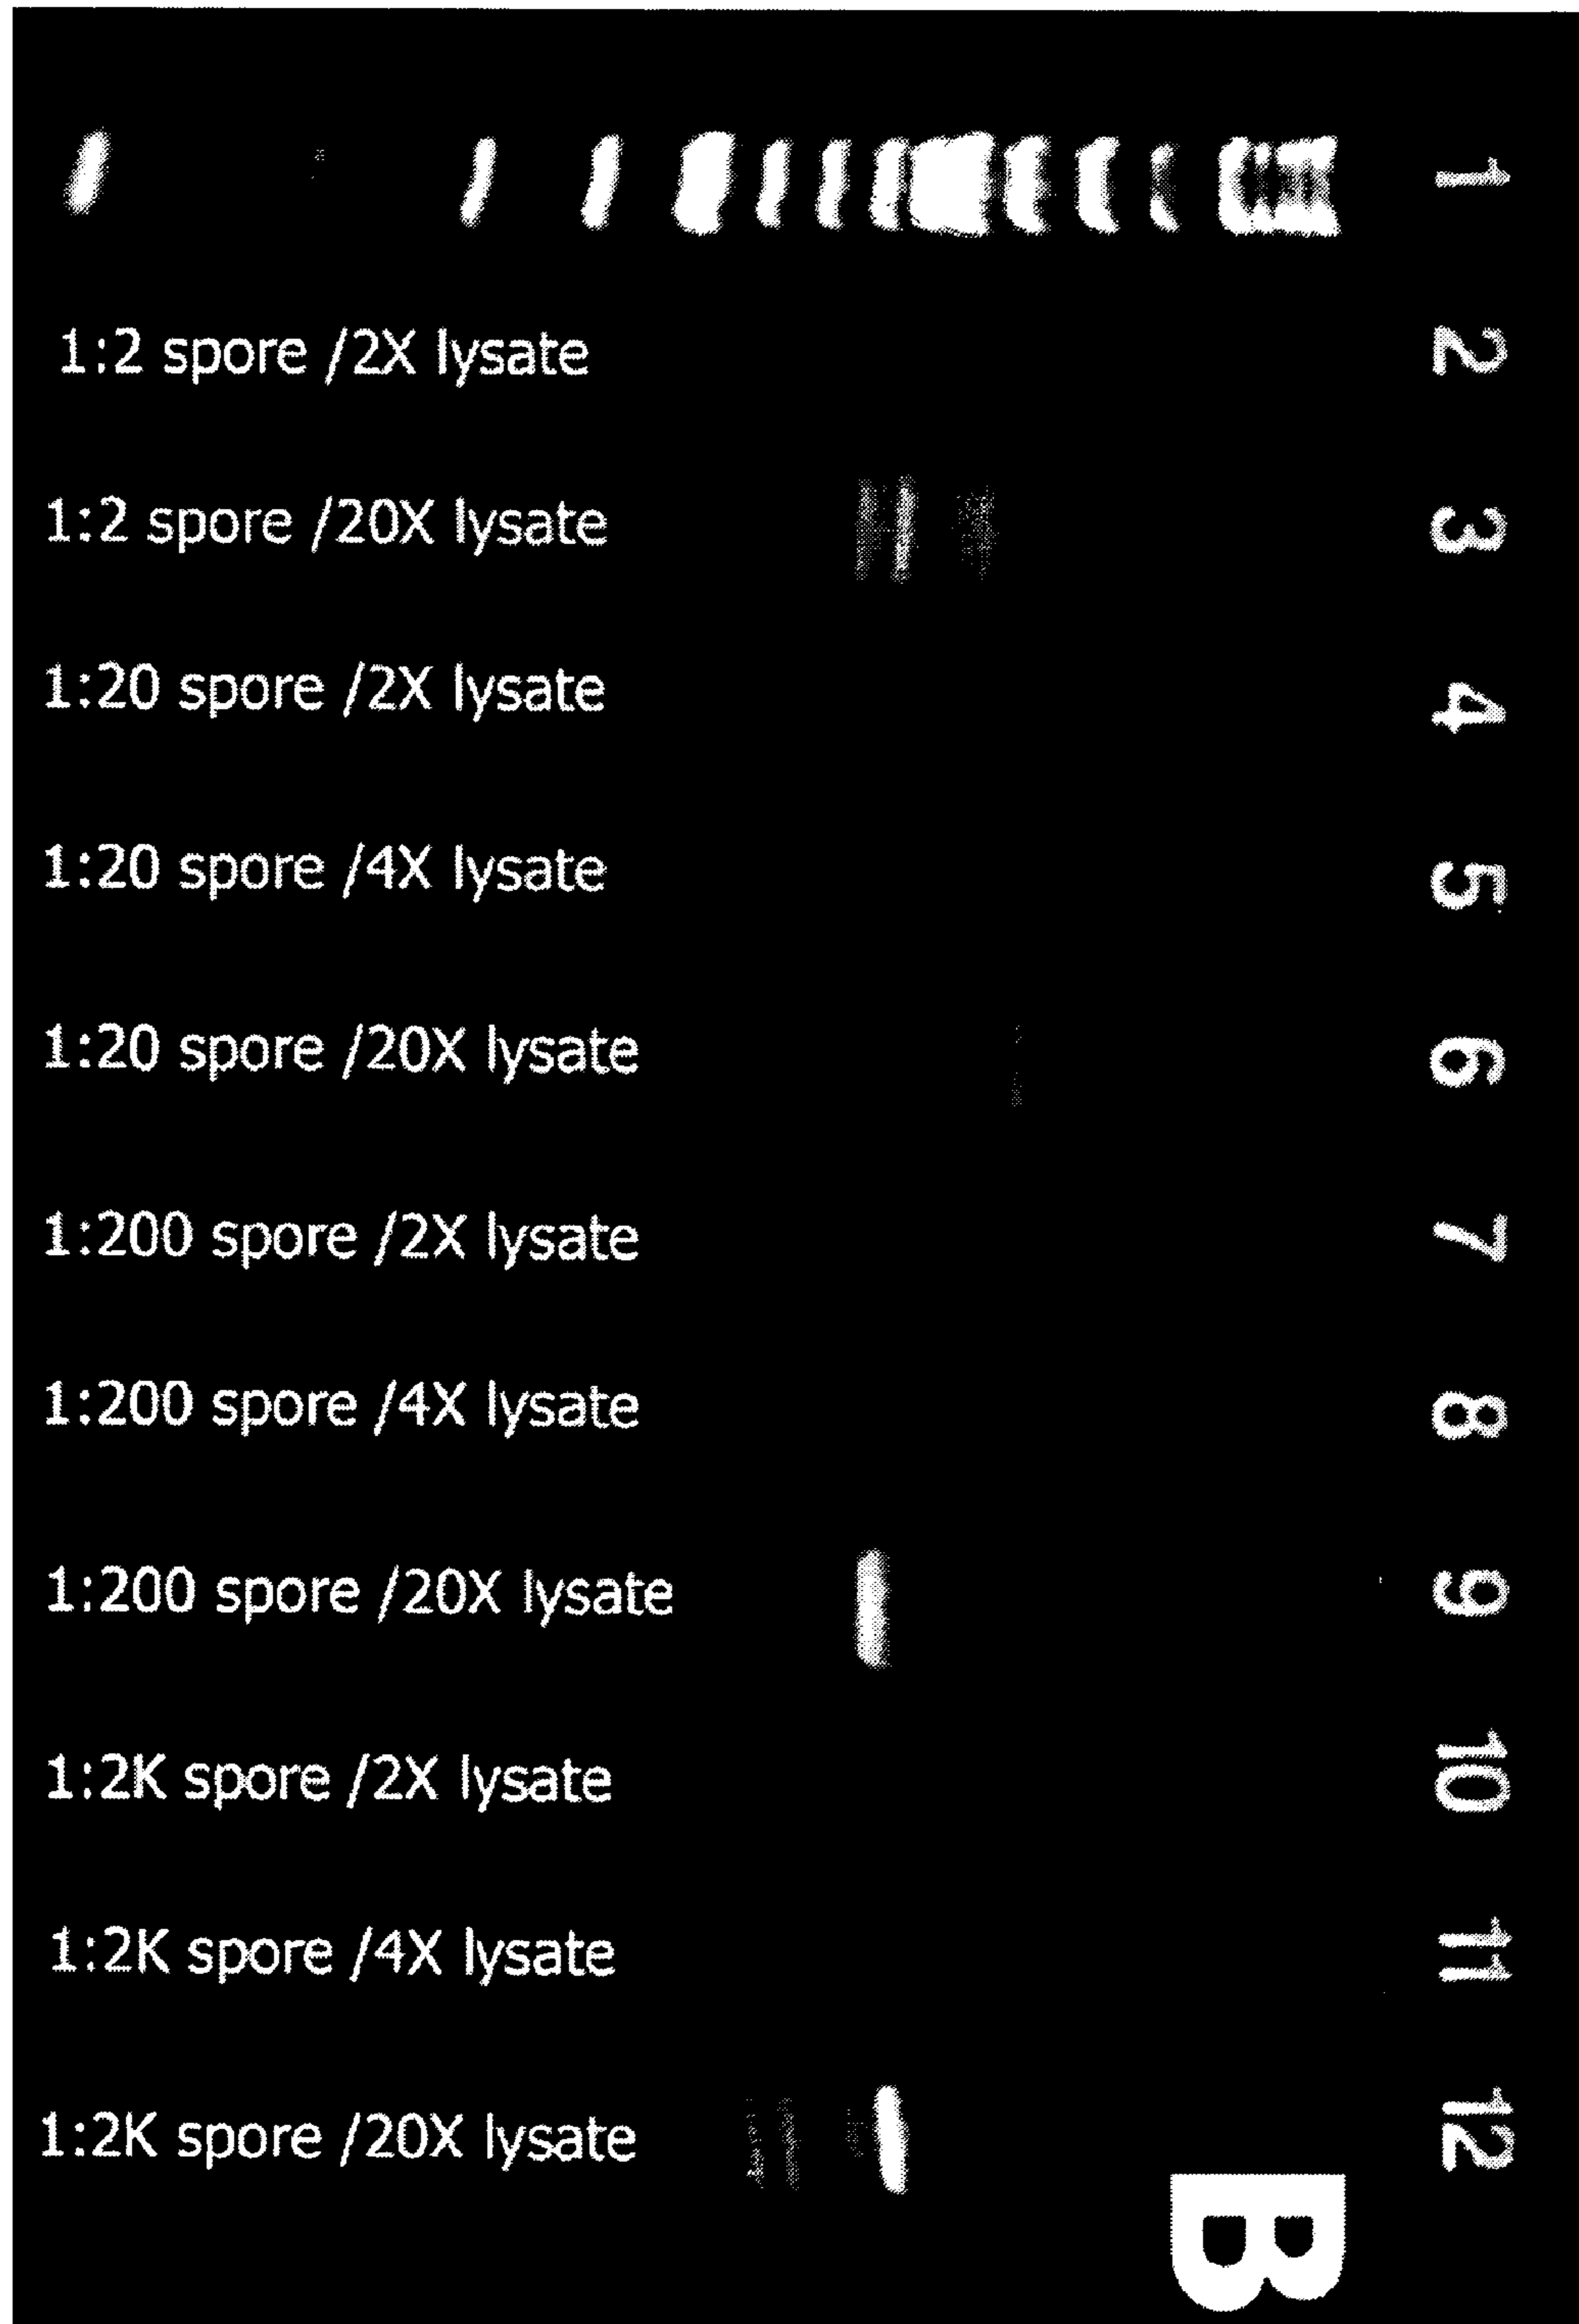 1
1:2 spore /2X lysate 2
1:2 spore /20X lysate 3
1:20 spore /2X lysate 4
1:20 spore /4X lysate 5
1:20 spore /20X lysate 6
1:200 spore /2X lysate 7
1:200 spore /4X lysate 8
1:200 spore /20X lysate 9
1:2K spore /2X lysate 10
1:2K spore /4X lysate 11
1:2K spore /20X lysate 12
B